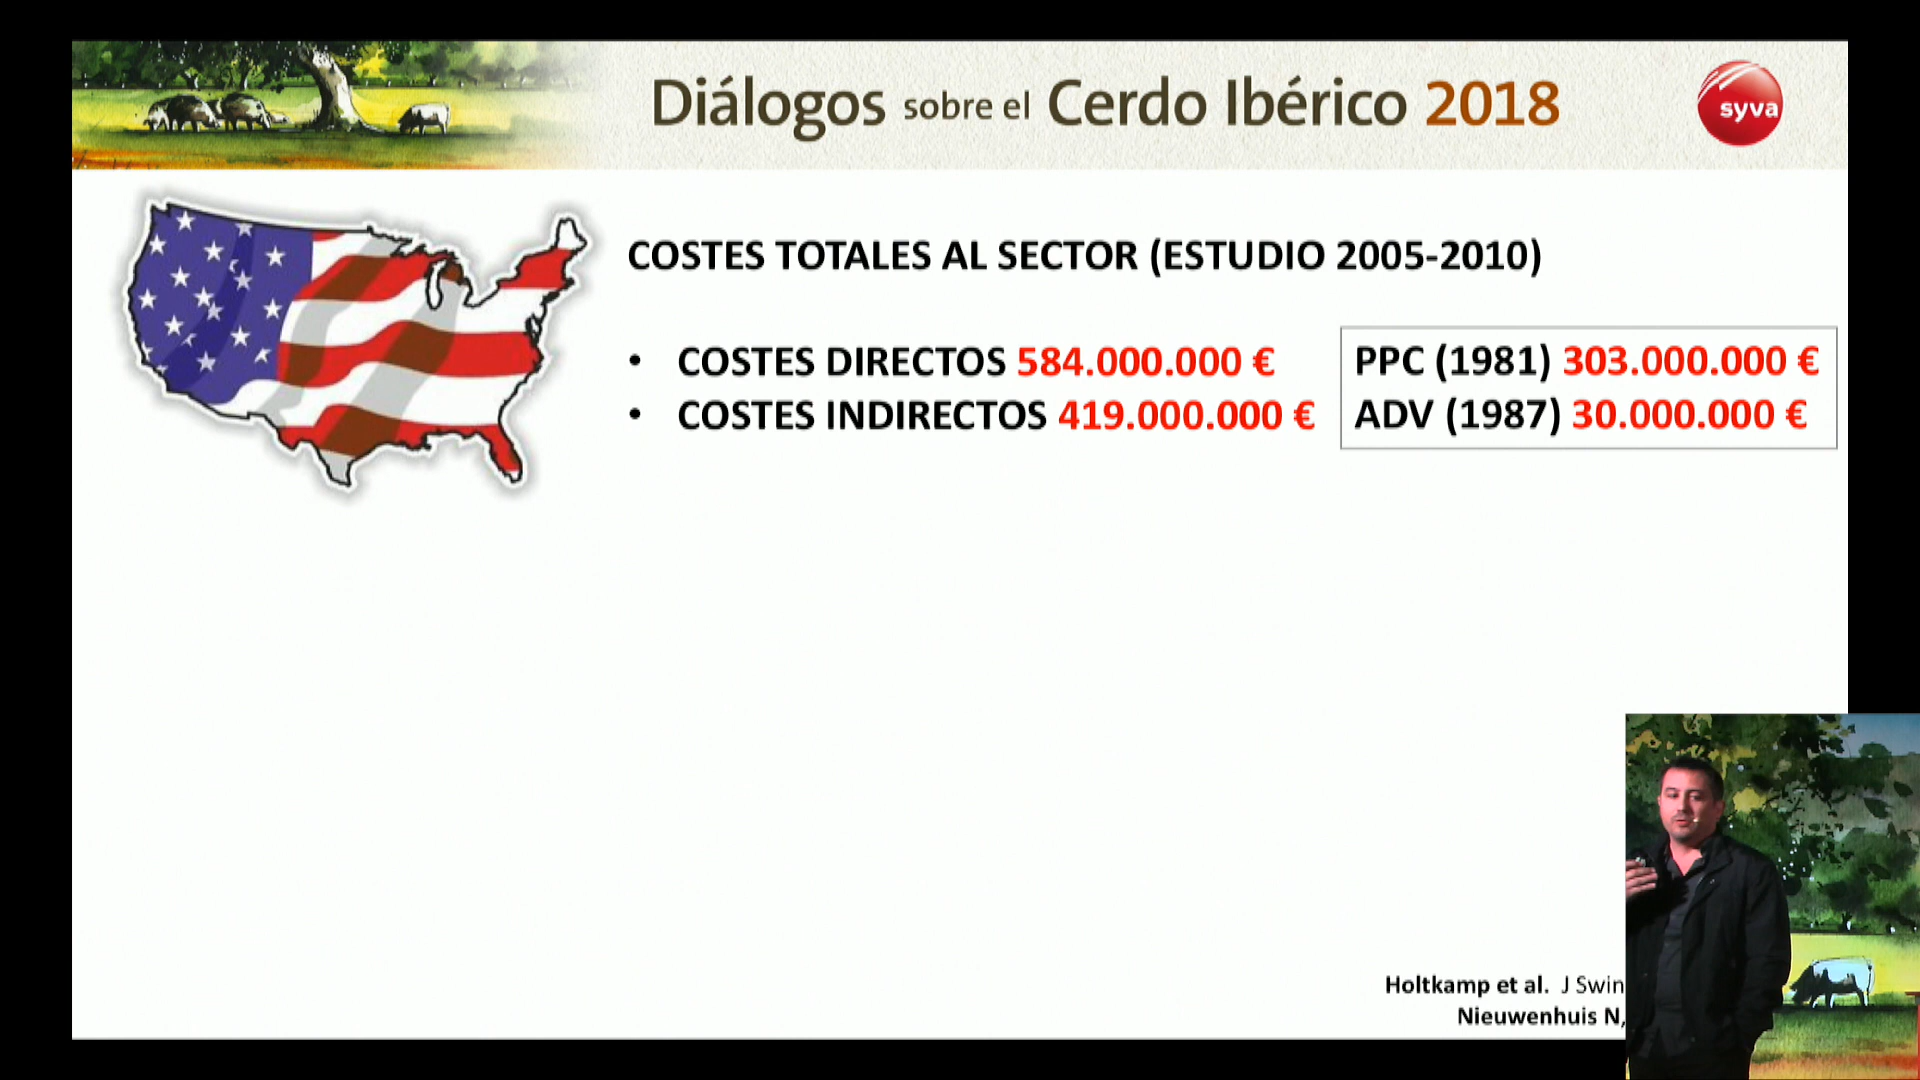 Diálogos sobre el Cerdo Ibérico 2018
syva
COSTES TOTALES AL SECTOR (ESTUDIO 2005-2010)
• COSTES DIRECTOS 584.000.000 €
• COSTES INDIRECTOS 419.000.000 €
PPC (1981) 303.000.000 €
ADV (1987) 30.000.000 €
Holtkamp et al. J Swin
Nieuwenhuis N,